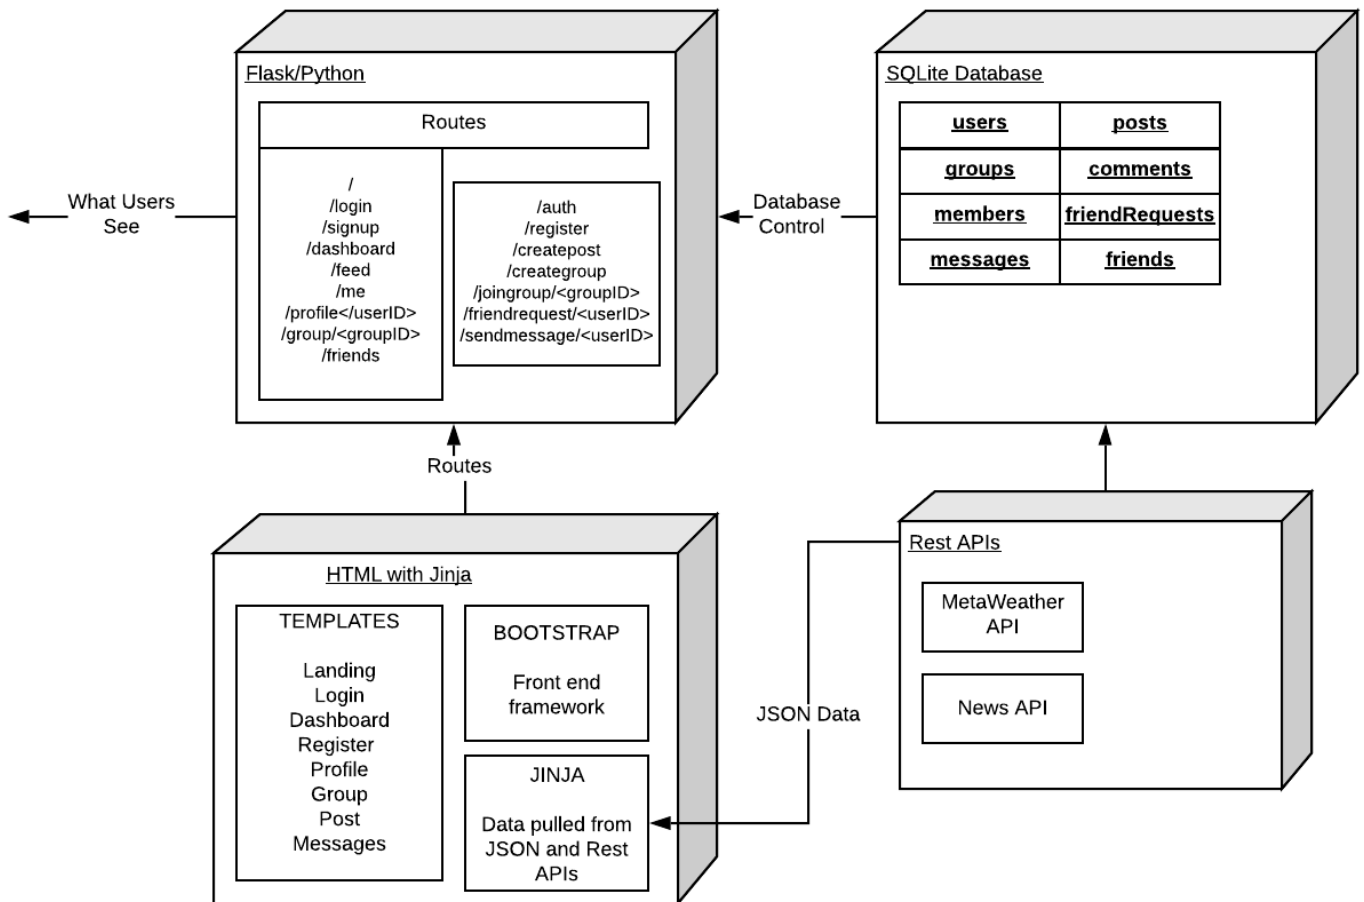 Flask/Python
Routes
/
/login
/signup
/dashboard
/feed
/me
/profile</userID>
/group/<groupID>
/friends
/auth
/register
/createpost
/creategroup
/joingroup/<groupID>
/friendrequest/<userID>
/sendmessage/<userID>
What Users
See
Database
Control
SQLite Database
users
posts
groups
comments
members
friendRequests
messages
friends
Routes
HTML with Jinja
TEMPLATES
Landing
Login
Dashboard
Register
Profile
Group
Post
Messages
BOOTSTRAP
Front end
framework
JINJA
Data pulled from
JSON and Rest
APIs
JSON Data
Rest APIs
MetaWeather
API
News API